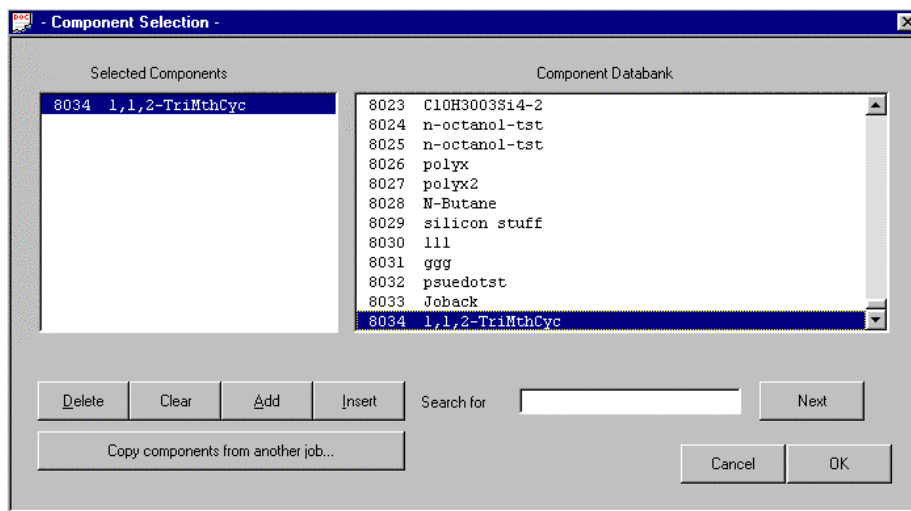 DOC
- Component Selection -
Selected Components
Component Databank
8034 1,1,2-TriMthCyc
8023 C10H30O3Si4-2
8024 n-octanol-tst
8025 n-octanol-tst
8026 polyx
8027 polyx2
8028 N-Butane
8029 silicon stuff
8030 lll
8031 ggg
8032 psuedotst
8033 Joback
8034 1,1,2-TriMthCyc
Delete
Clear
Add
Insert
Search for
Next
Copy components from another job...
Cancel
OK